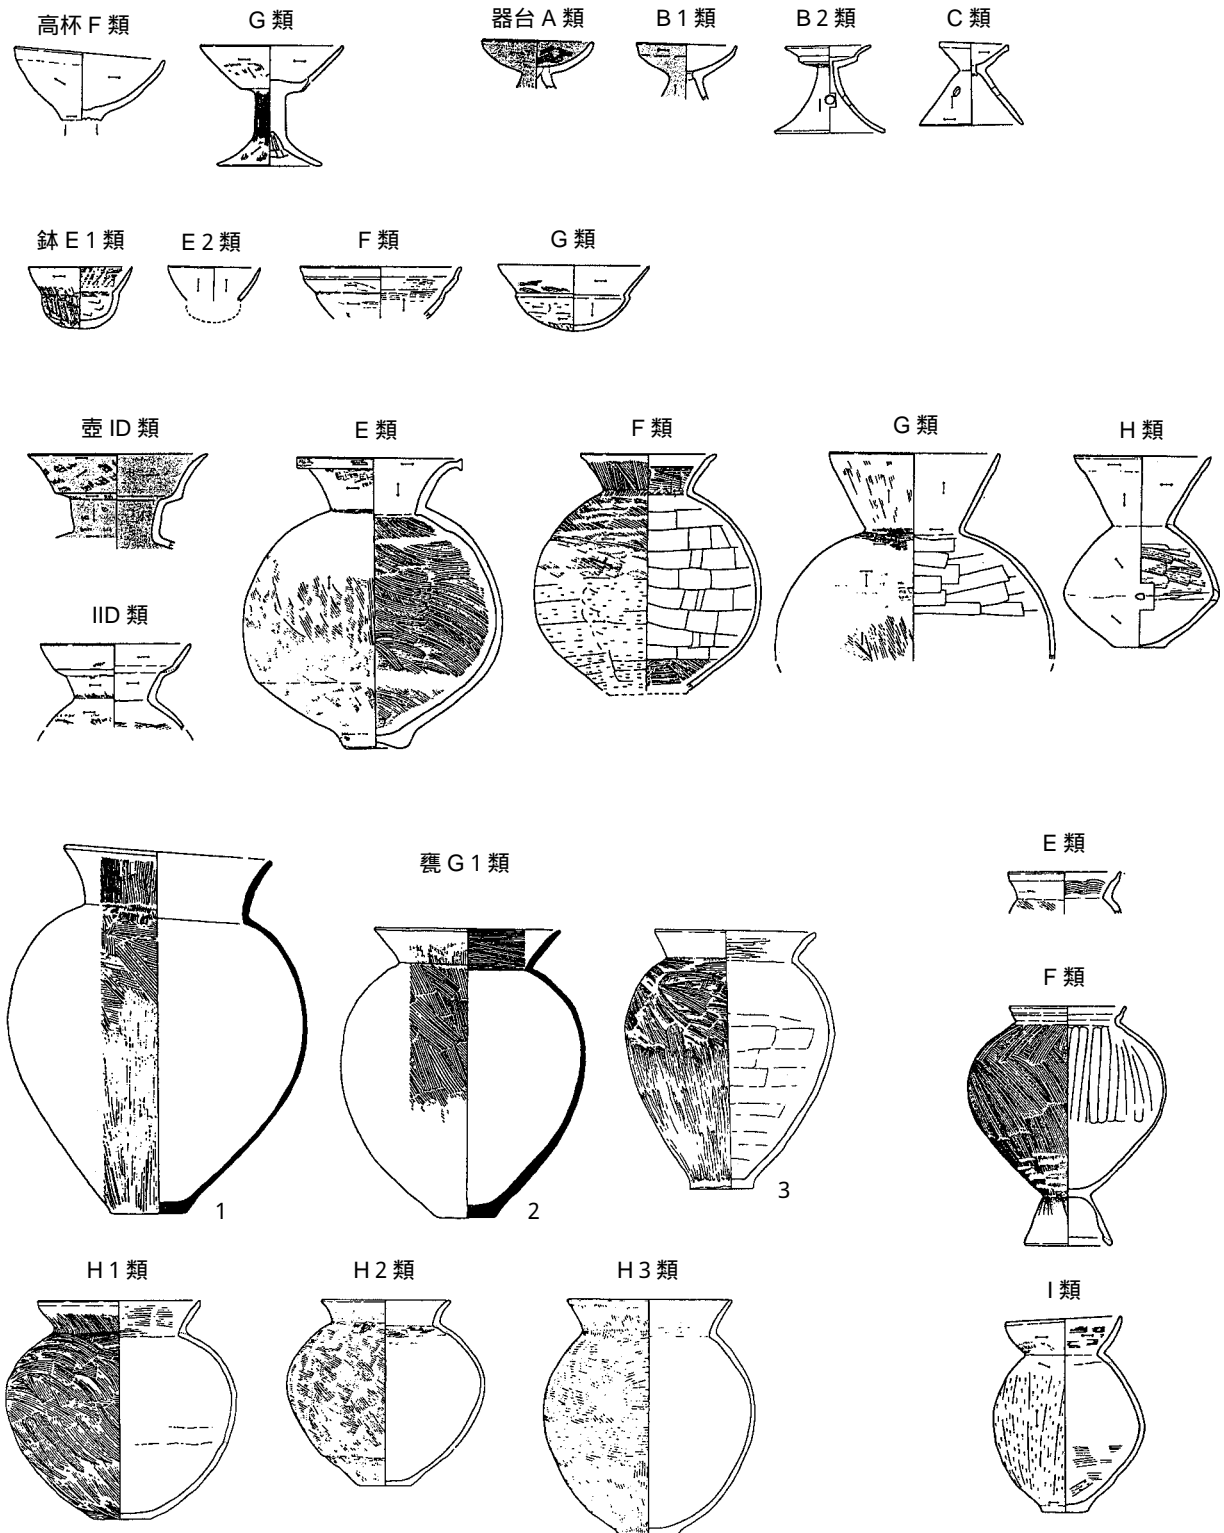 高杯 F 類
G 類
器台 A 類
B 1 類
B 2 類
C 類
鉢 E 1 類
E 2 類
F 類
G 類
壺 ID 類
E 類
F 類
G 類
H 類
IID 類
甕 G 1 類
E 類
F 類
1
2
3
H 1 類
H 2 類
H 3 類
I 類